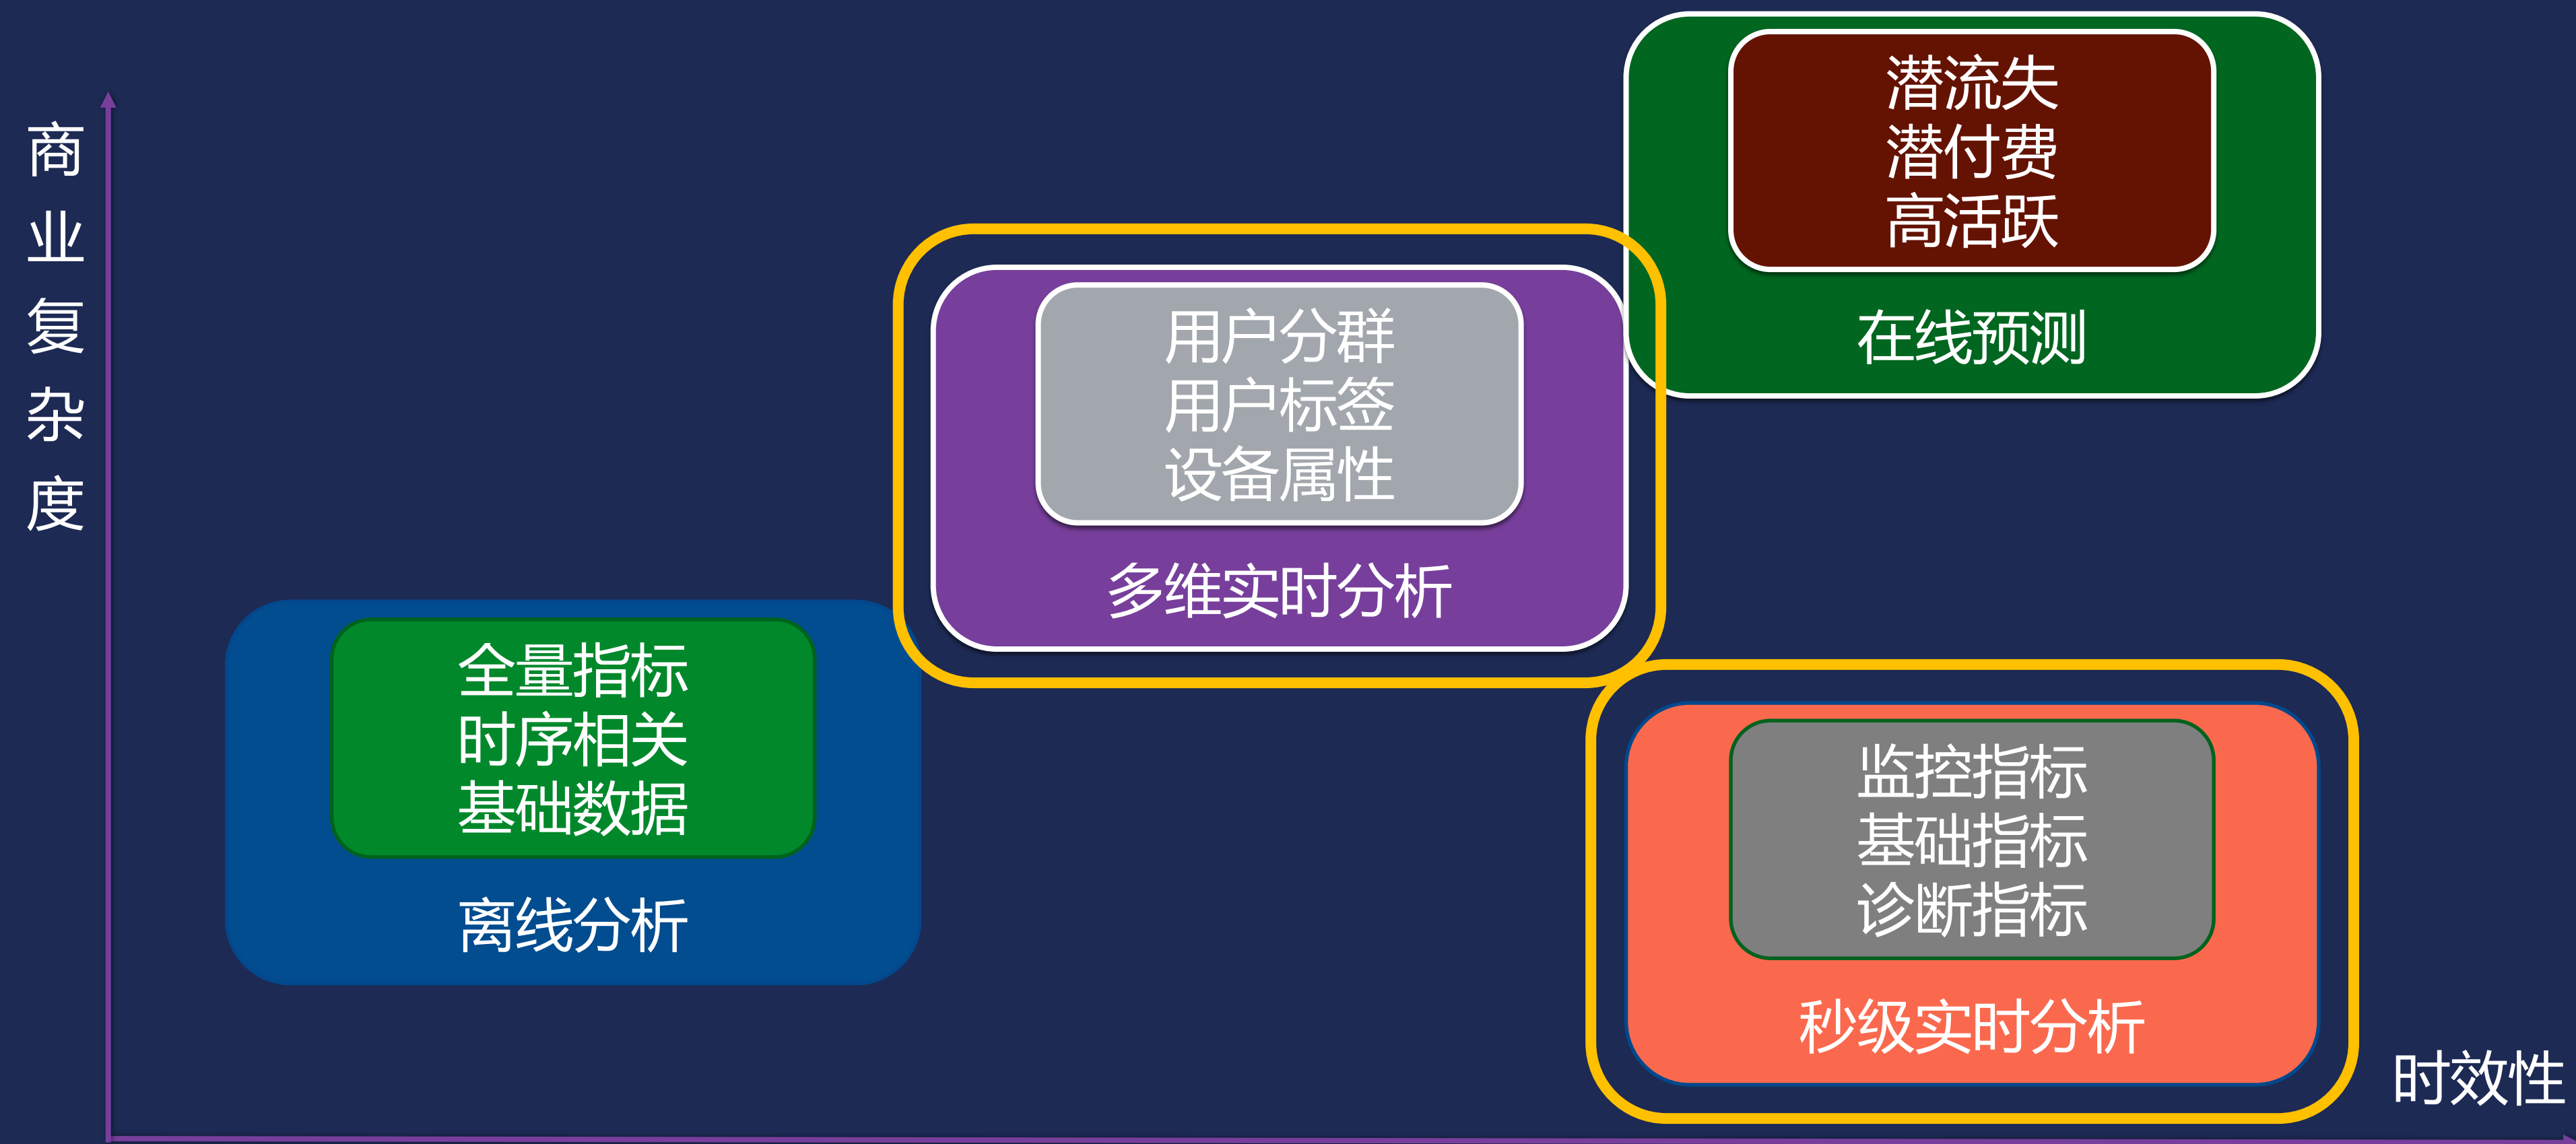 商业复杂度
潜流失
潜付费
高活跃
在线预测
用户分群
用户标签
设备属性
多维实时分析
全量指标
时序相关
基础数据
离线分析
监控指标
基础指标
诊断指标
秒级实时分析
时效性